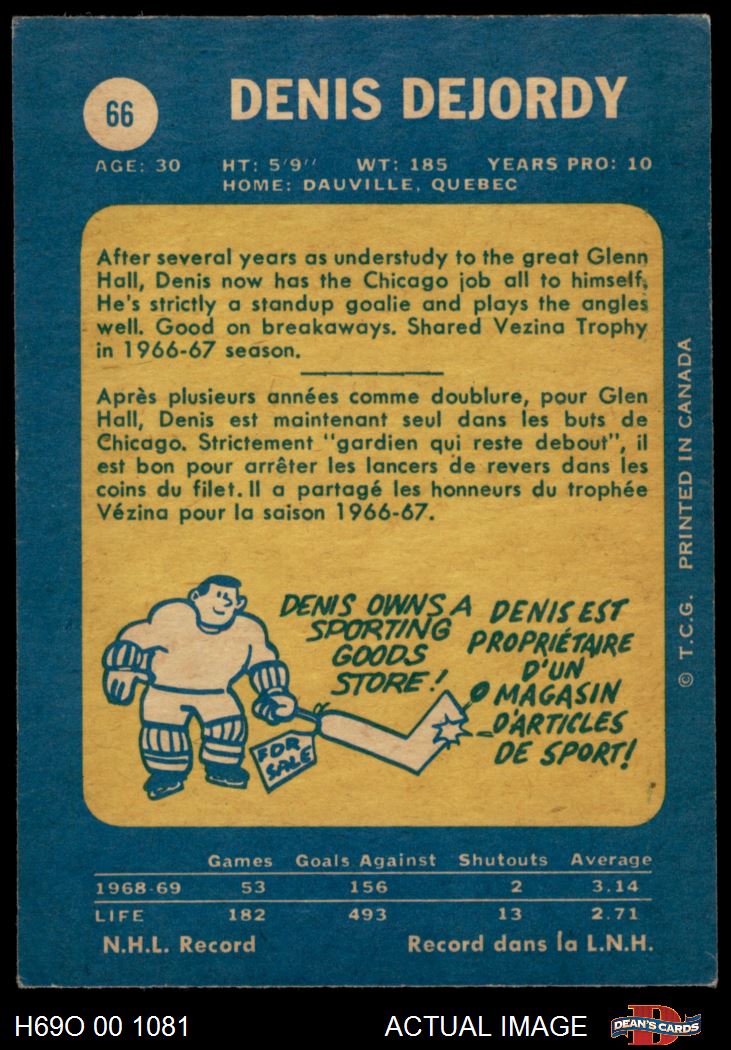 66
DENIS DEJORDY
AGE: 30 HT: 5'9'' WT: 185 YEARS PRO: 10
HOME: DAUVILLE, QUEBEC
After several years as understudy to the great Glenn
Hall, Denis now has the Chicago job all to himself,
He's strictly a standup goalie and plays the angles
well. Good on breakaways. Shared Vezina Trophy
in 1966-67 season.
Après plusieurs années comme doublure, pour Glen
Hall, Denis est maintenant seul dans les buts de
Chicago. Strictement "gardien qui reste debout", il
est bon pour arrêter les lancers de revers dans les
coins du filet. Il a partagé les honneurs du trophée
Vézina pour la saison 1966-67.
DENIS OWNS A
SPORTING
GOODS
STORE!
DENIS EST
PROPRIÉTAIRE
D'UN
MAGASIN
D'ARTICLES
DE SPORT!
FOR
SALE
© T.C.G. PRINTED IN CANADA
Games Goals Against Shutouts Average
1968-69 53 156 2 3.14
LIFE 182 493 13 2.71
N.H.L. Record Record dans la L.N.H.
H69O 00 1081 ACTUAL IMAGE
D
DEAN'S CARDS